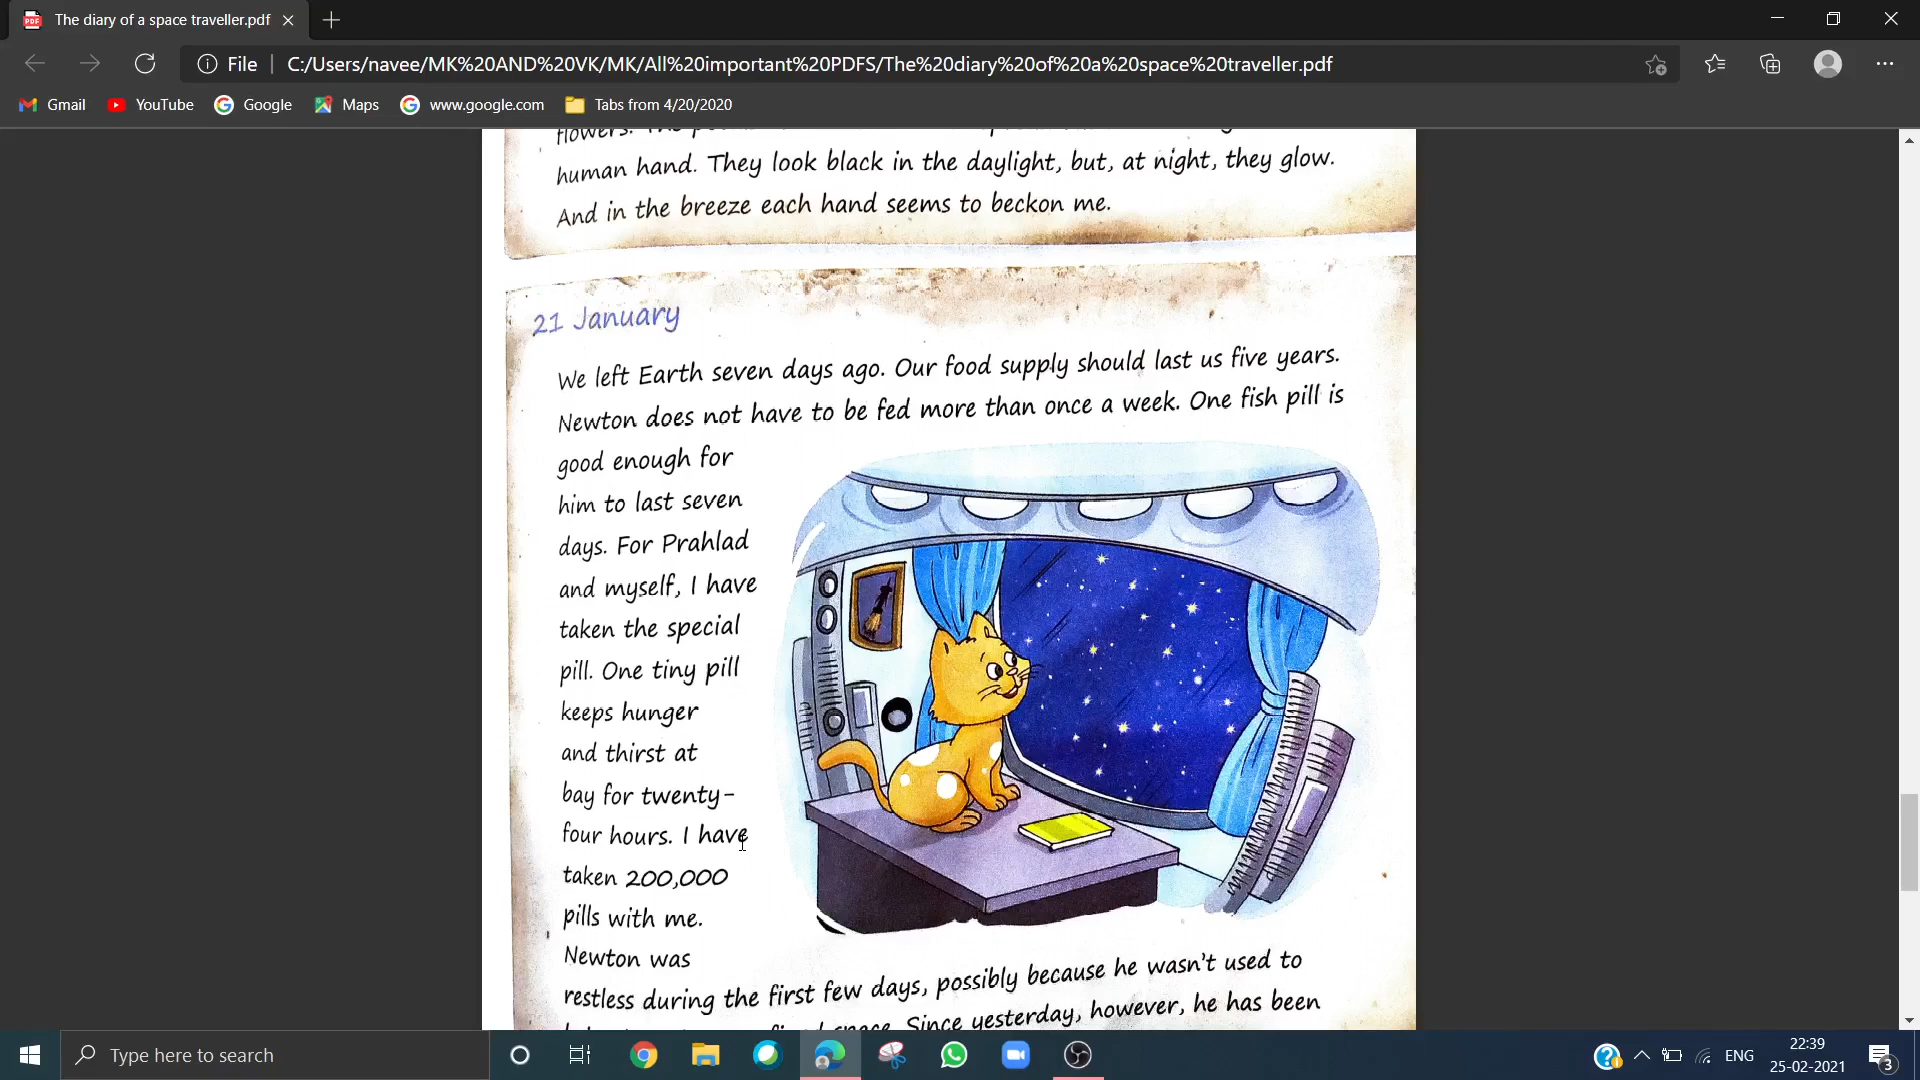 The diary of a space traveller.pdf
File
C:/Users/navee/MK%20AND%20VK/MK/All%20important%20PDFS/The%20diary%20of%20a%20space%20traveller.pdf
Gmail YouTube Google Maps www.google.com Tabs from 4/20/2020
flowers. The
human hand. They look black in the daylight, but, at night, they glow.
And in the breeze each hand seems to beckon me.
21 January
We left Earth seven days ago. Our food supply should last us five years.
Newton does not have to be fed more than once a week. One fish pill is
good enough for
him to last seven
days. For Prahlad
and myself, I have
taken the special
pill. One tiny pill
keeps hunger
and thirst at
bay for twenty-
four hours. I have
taken 200,000
pills with me.
Newton was
restless during the first few days, possibly because he wasn't used to
space. Since yesterday, however, he has been
Type here to search
ENG
22:39
25-02-2021
3